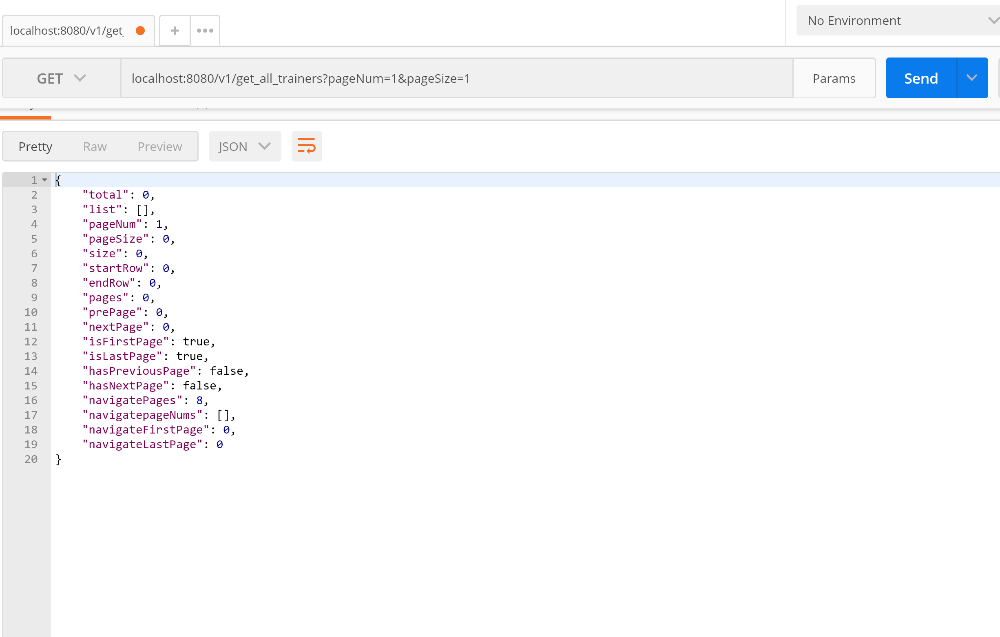 localhost:8080/v1/get_
+ •••
No Environment
GET
localhost:8080/v1/get_all_trainers?pageNum=1&pageSize=1
Params
Send
Pretty Raw Preview
JSON
1 {
2 "total": 0,
3 "list": [],
4 "pageNum": 1,
5 "pageSize": 0,
6 "size": 0,
7 "startRow": 0,
8 "endRow": 0,
9 "pages": 0,
10 "prePage": 0,
11 "nextPage": 0,
12 "isFirstPage": true,
13 "isLastPage": true,
14 "hasPreviousPage": false,
15 "hasNextPage": false,
16 "navigatePages": 8,
17 "navigatepageNums": [],
18 "navigateFirstPage": 0,
19 "navigateLastPage": 0
20 }